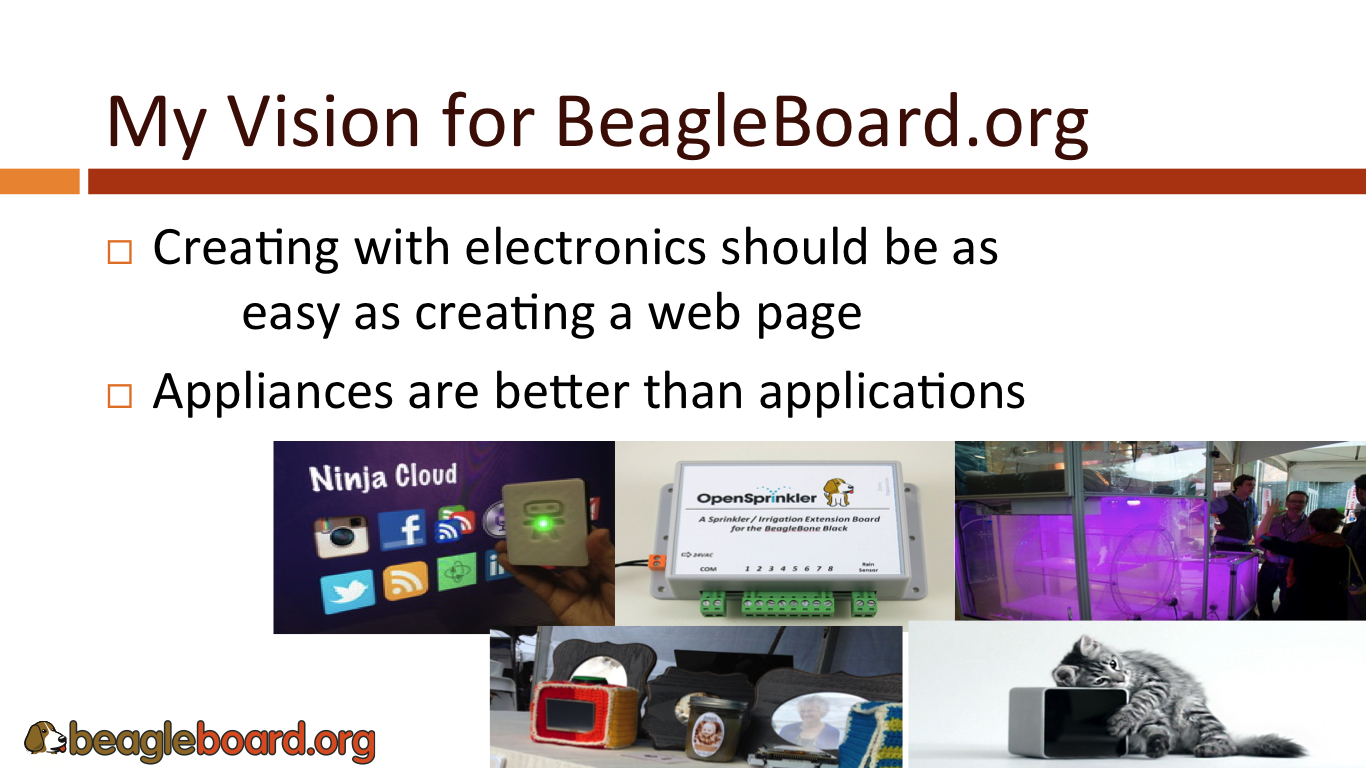 My Vision for BeagleBoard.org
Creating with electronics should be as
easy as creating a web page
Appliances are better than applications
Ninja Cloud
OpenSprinkler
A Sprinkler / Irrigation Extension Board
for the BeagleBone Black
24VAC
COM 1 2 3 4 5 6 7 8 Rain
Sensor
beagleboard.org